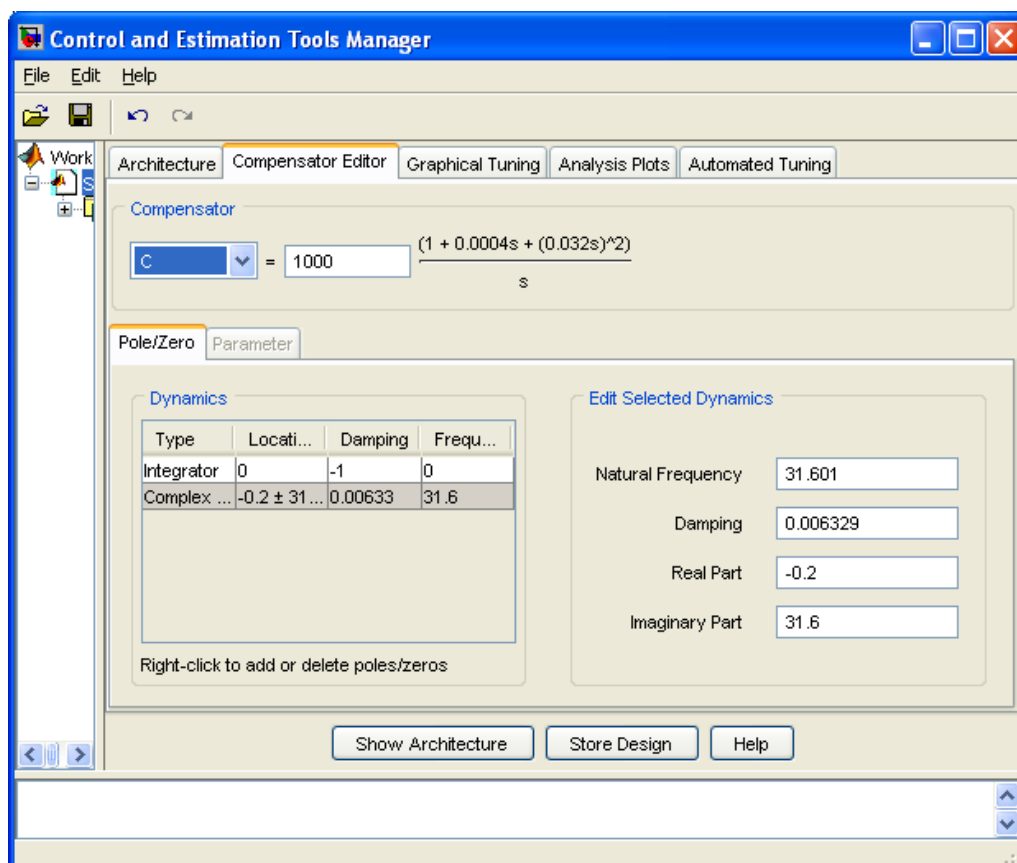 Control and Estimation Tools Manager
File Edit Help
Work
S
Architecture Compensator Editor Graphical Tuning Analysis Plots Automated Tuning
Compensator
C = 1000 (1 + 0.0004s + (0.032s)^2)
s
Pole/Zero Parameter
Dynamics
Type Locati... Damping Frequ...
Integrator 0 -1 0
Complex ... -0.2 ± 31... 0.00633 31.6
Right-click to add or delete poles/zeros
Edit Selected Dynamics
Natural Frequency 31.601
Damping 0.006329
Real Part -0.2
Imaginary Part 31.6
Show Architecture Store Design Help